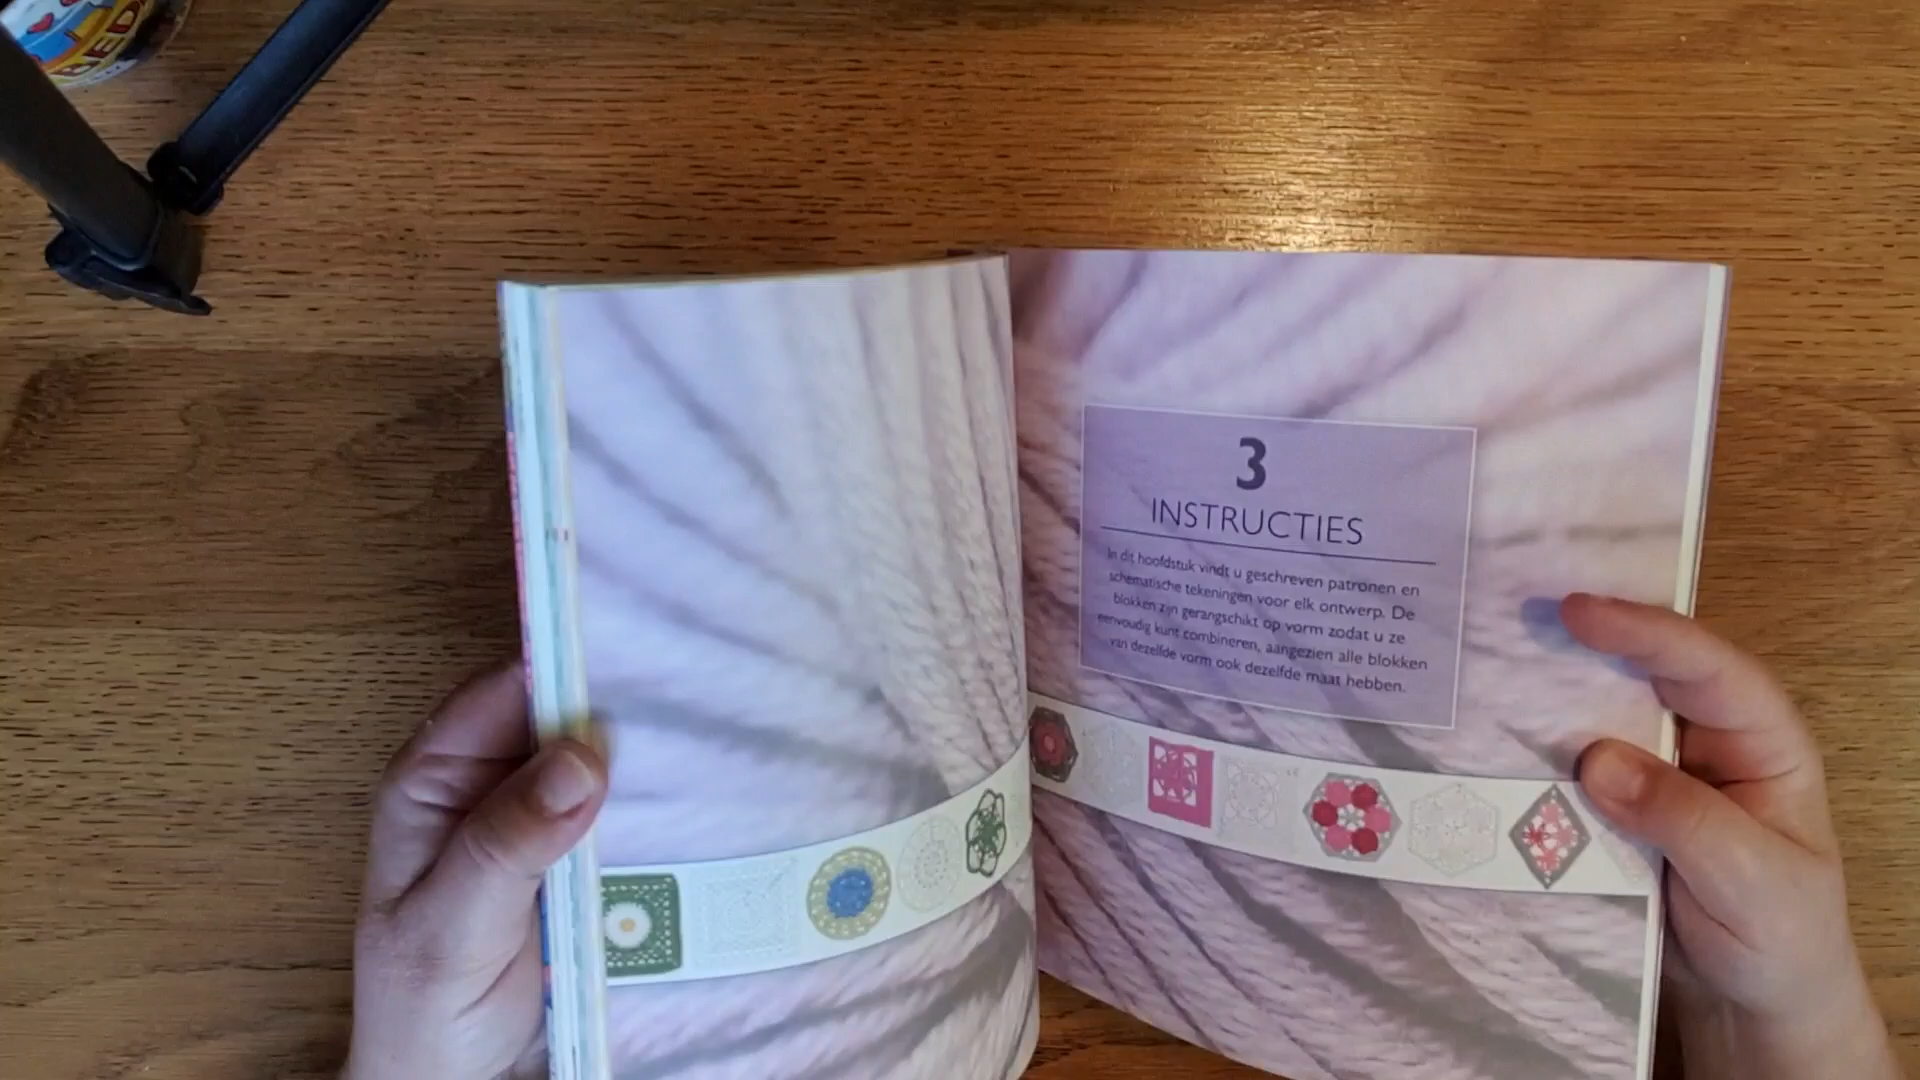 3
INSTRUCTIES
In dit hoofdstuk vindt u geschreven patronen en
schematische tekeningen voor elk ontwerp. De
blokken zijn gerangschikt op vorm zodat u ze
eenvoudig kunt combineren, aangezien alle blokken
van dezelfde vorm ook dezelfde maat hebben.